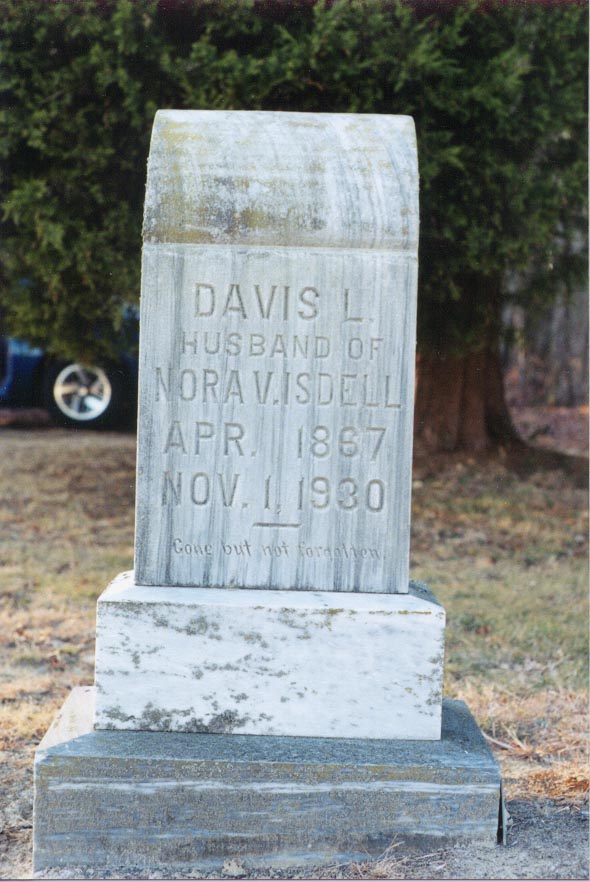 DAVIS L.
HUSBAND OF
NORA V. ISDELL
APR. 1867
NOV. 1, 1930
Gone but not forgotten.